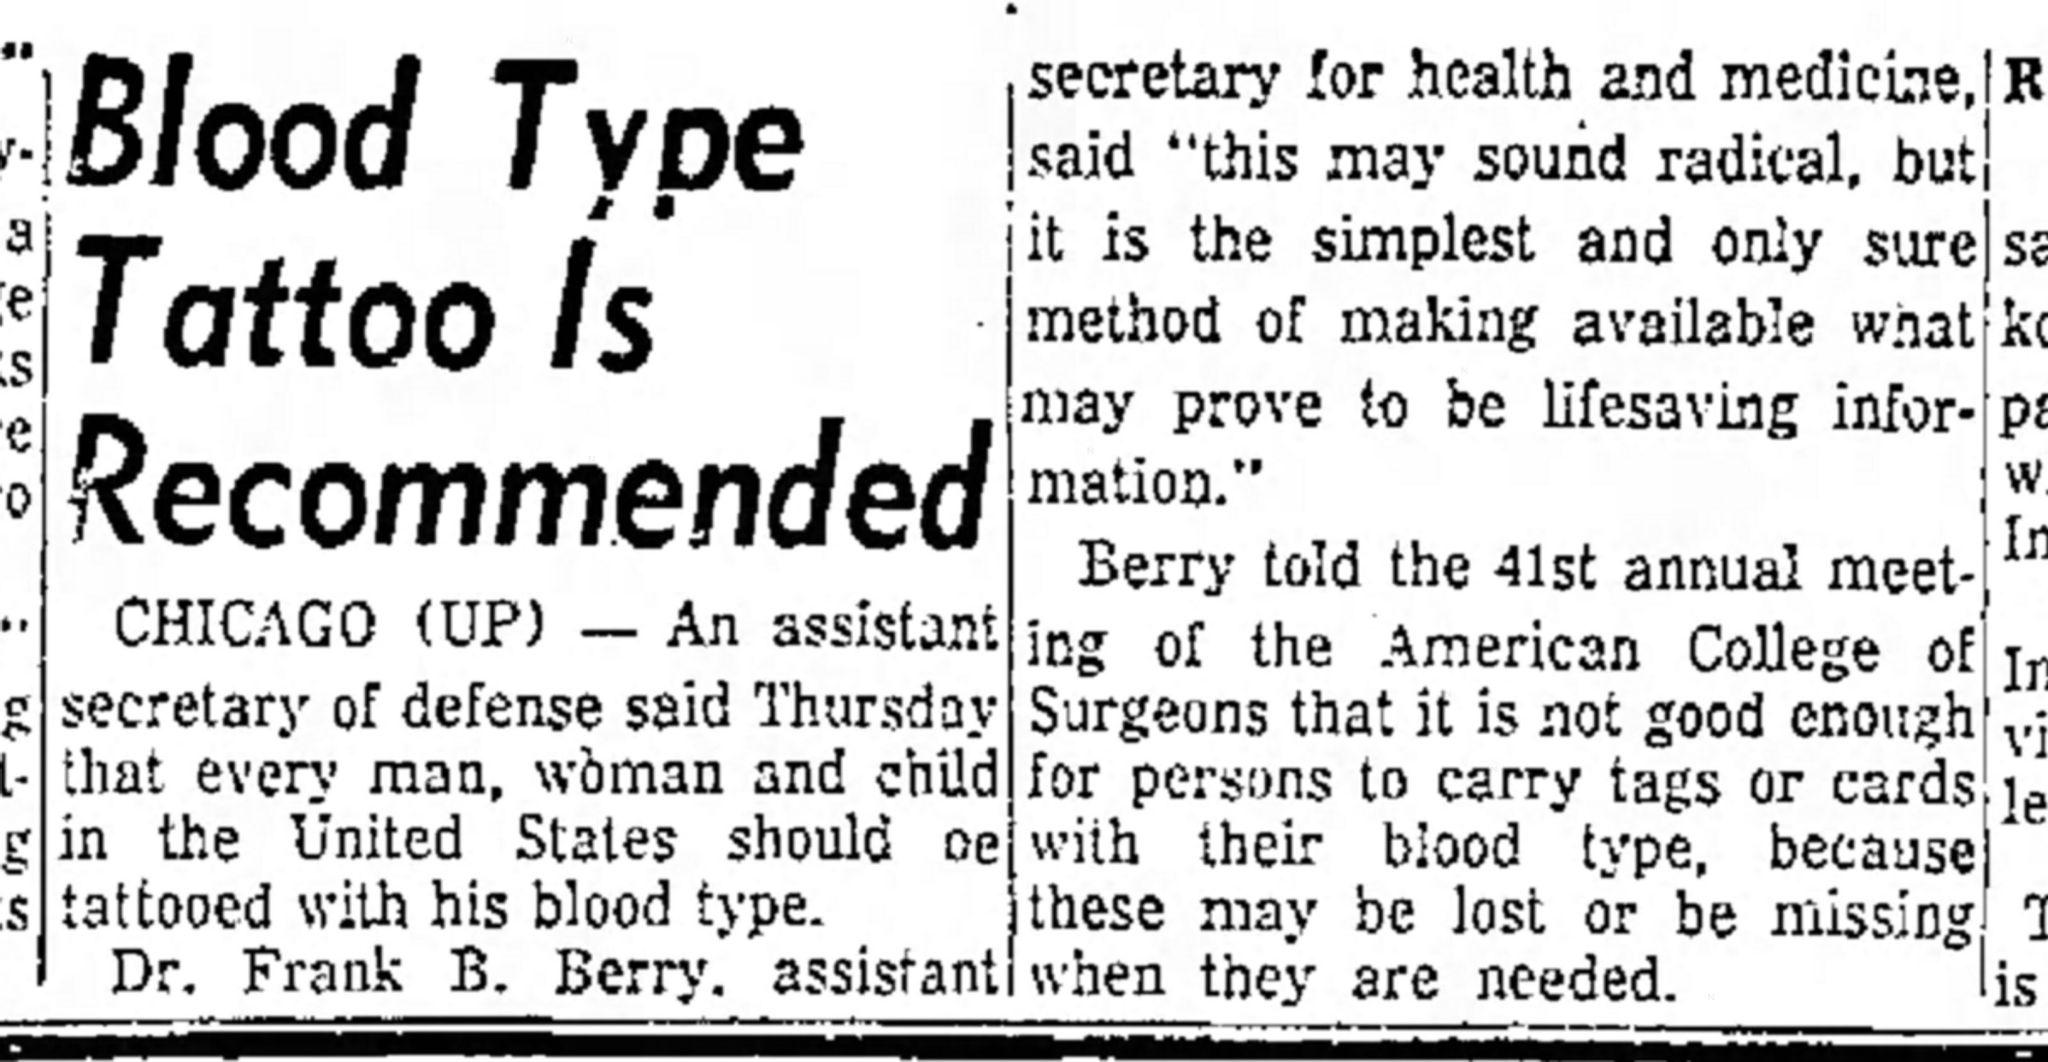 Blood Type
Tattoo Is
Recommended
CHICAGO (UP) — An assistant
secretary of defense said Thursday
that every man, woman and child
in the United States should be
tattooed with his blood type.
Dr. Frank B. Berry, assistant
secretary for health and medicine,
said "this may sound radical, but
it is the simplest and only sure
method of making available what
may prove to be lifesaving infor-
mation."
Berry told the 41st annual meet-
ing of the American College of
Surgeons that it is not good enough
for persons to carry tags or cards
with their blood type, because
these may be lost or be missing
when they are needed.